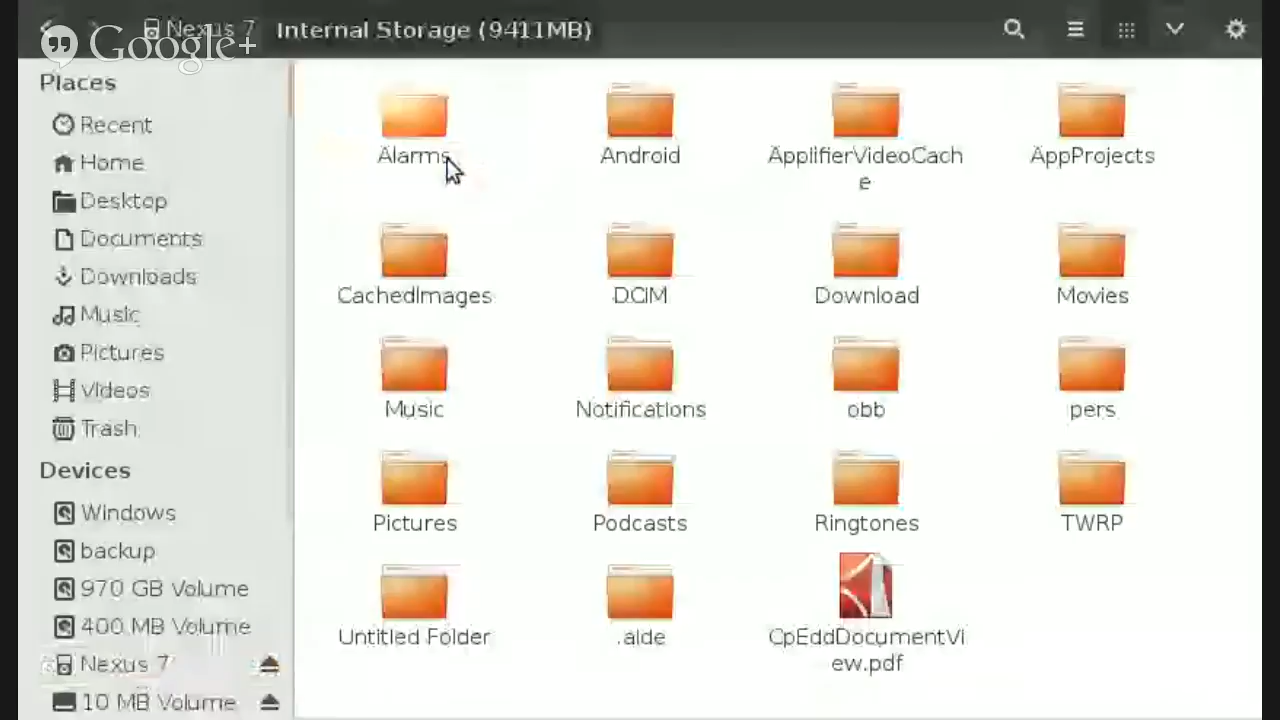 Nexus 7 Internal Storage (9411MB)
Google+
Places
Recent
Home
Desktop
Documents
Downloads
Music
Pictures
Videos
Trash
Devices
Windows
backup
970 GB Volume
400 MB Volume
Nexus 7
10 MB Volume
Alarms Android ApplifierVideoCach AppProjects
e
CachedImages DCIM Download Movies
Music Notifications obb pers
Pictures Podcasts Ringtones TWRP
Untitled Folder .aide CpEddDocumentVi
ew.pdf